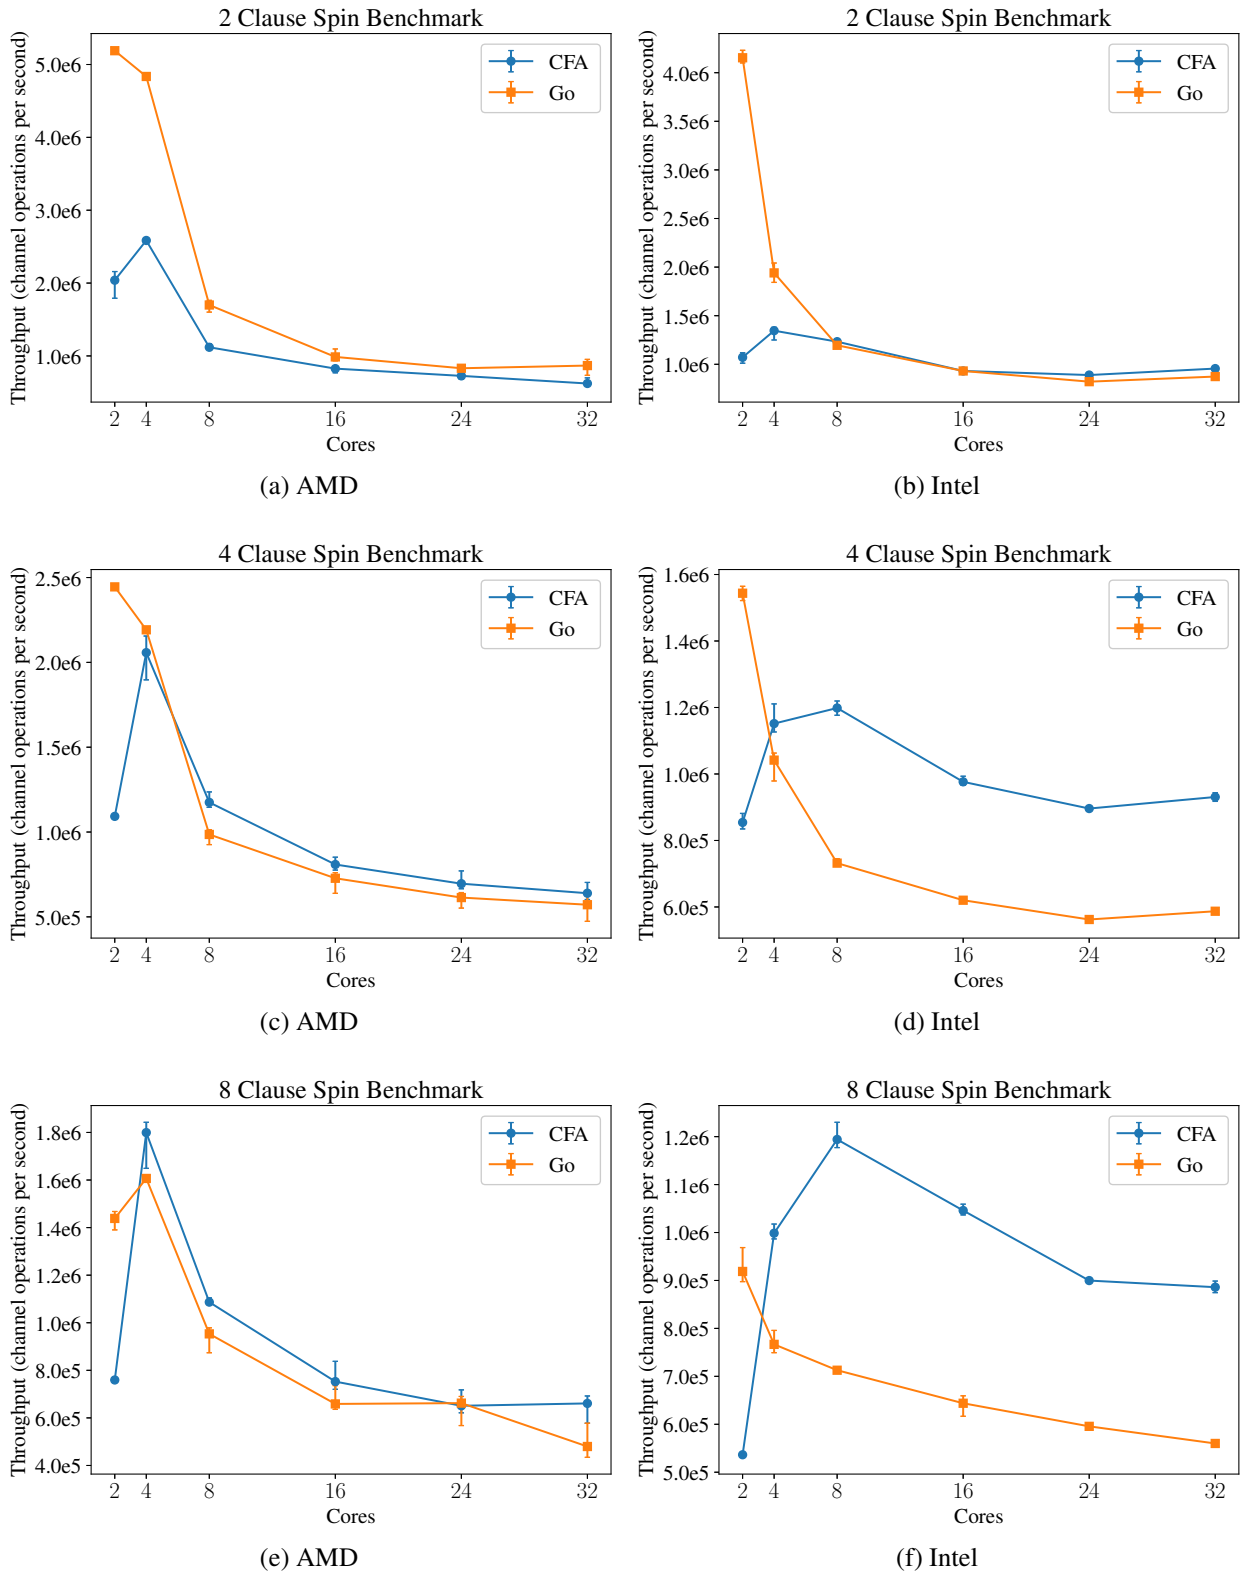 2 Clause Spin Benchmark
Throughput (channel operations per second)
5.0e6
4.0e6
3.0e6
2.0e6
1.0e6
CFA
Go
2 4 8 16 24 32
Cores
(a) AMD
2 Clause Spin Benchmark
Throughput (channel operations per second)
4.0e6
3.5e6
3.0e6
2.5e6
2.0e6
1.5e6
1.0e6
CFA
Go
2 4 8 16 24 32
Cores
(b) Intel
4 Clause Spin Benchmark
Throughput (channel operations per second)
2.5e6
2.0e6
1.5e6
1.0e6
5.0e5
CFA
Go
2 4 8 16 24 32
Cores
(c) AMD
4 Clause Spin Benchmark
Throughput (channel operations per second)
1.6e6
1.4e6
1.2e6
1.0e6
8.0e5
6.0e5
CFA
Go
2 4 8 16 24 32
Cores
(d) Intel
8 Clause Spin Benchmark
Throughput (channel operations per second)
1.8e6
1.6e6
1.4e6
1.2e6
1.0e6
8.0e5
6.0e5
4.0e5
CFA
Go
2 4 8 16 24 32
Cores
(e) AMD
8 Clause Spin Benchmark
Throughput (channel operations per second)
1.2e6
1.1e6
1.0e6
9.0e5
8.0e5
7.0e5
6.0e5
5.0e5
CFA
Go
2 4 8 16 24 32
Cores
(f) Intel